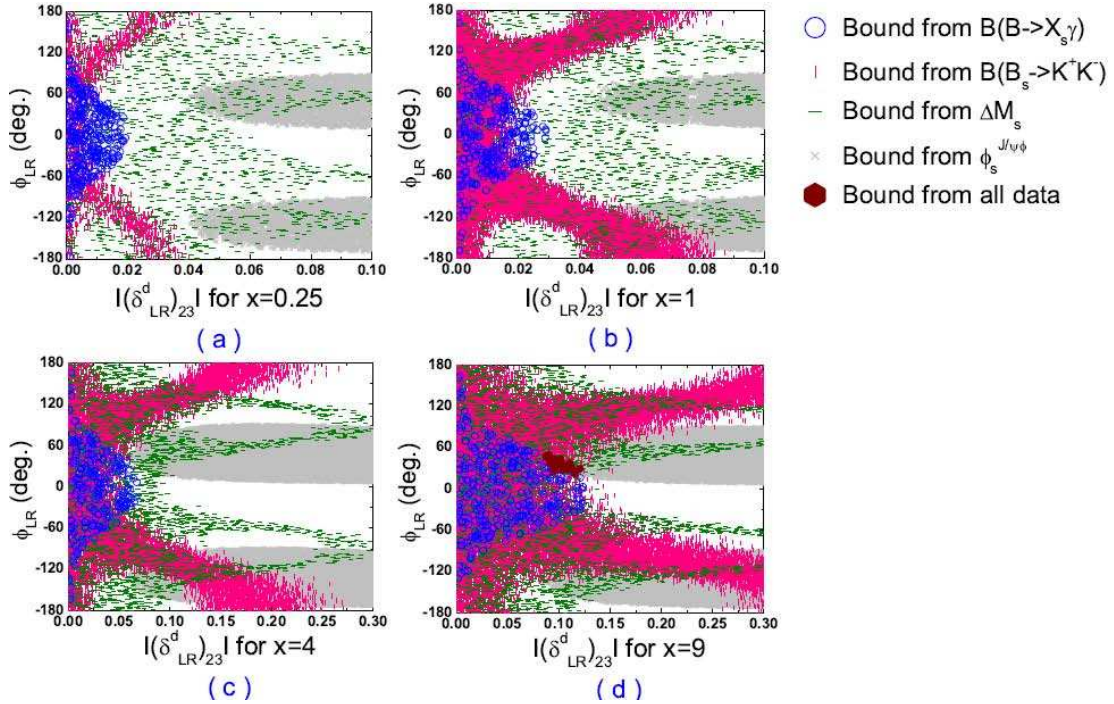 180
120
60
0
-60
-120
-180
ϕLR (deg.)
0.00 0.02 0.04 0.06 0.08 0.10
|(δdLR)23| for x=0.25
( a )
180
120
60
0
-60
-120
-180
ϕLR (deg.)
0.00 0.02 0.04 0.06 0.08 0.10
|(δdLR)23| for x=1
( b )
Bound from B(B->Xsγ)
Bound from B(Bs->K+K-)
Bound from ΔMs
Bound from ϕsJ/ψϕ
Bound from all data
180
120
60
0
-60
-120
-180
ϕLR (deg.)
0.00 0.05 0.10 0.15 0.20 0.25 0.30
|(δdLR)23| for x=4
( c )
180
120
60
0
-60
-120
-180
ϕLR (deg.)
0.00 0.05 0.10 0.15 0.20 0.25 0.30
|(δdLR)23| for x=9
( d )